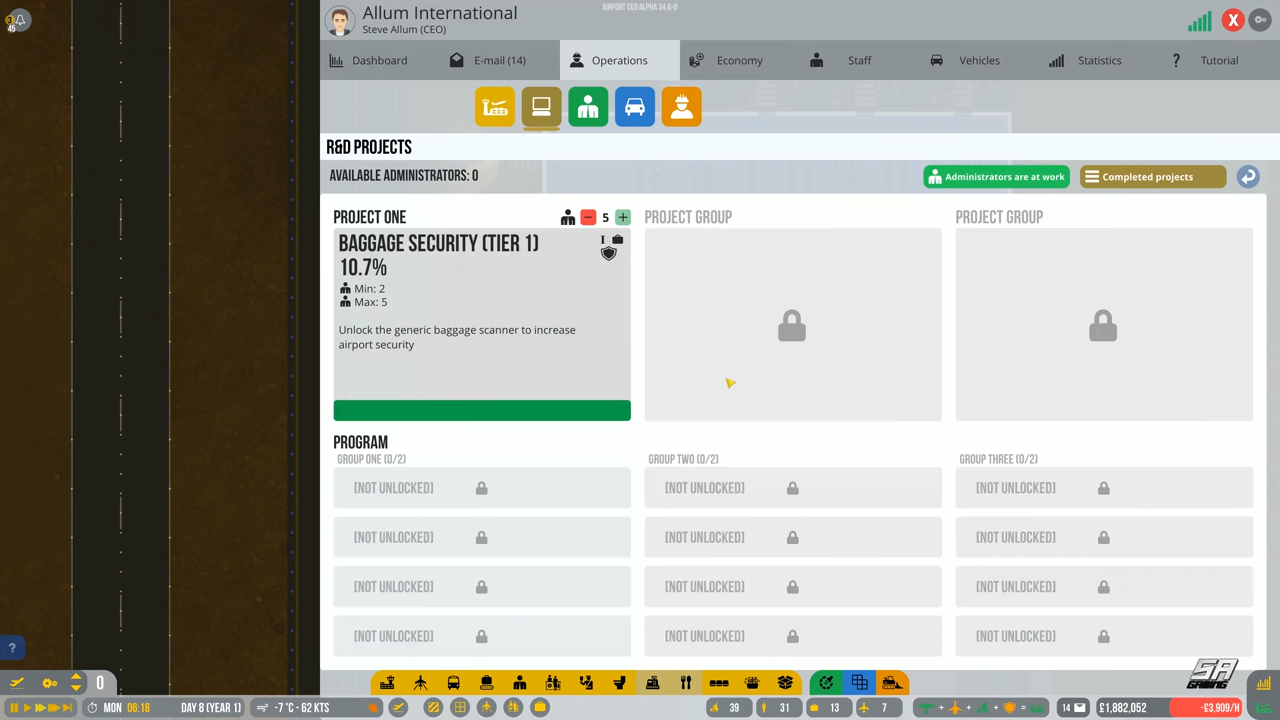 AIRPORT CEO ALPHA 34.6-0
3
45
Allum International
Steve Allum (CEO)
X
Dashboard
E-mail (14)
Operations
Economy
Staff
Vehicles
Statistics
? Tutorial
R&D PROJECTS
AVAILABLE ADMINISTRATORS: 0
Administrators are at work
Completed projects
PROJECT ONE
- 5 +
PROJECT GROUP
PROJECT GROUP
BAGGAGE SECURITY (TIER 1)
I
10.7%
Min: 2
Max: 5
Unlock the generic baggage scanner to increase
airport security
PROGRAM
GROUP ONE (0/2)
GROUP TWO (0/2)
GROUP THREE (0/2)
[NOT UNLOCKED]
[NOT UNLOCKED]
[NOT UNLOCKED]
[NOT UNLOCKED]
[NOT UNLOCKED]
[NOT UNLOCKED]
[NOT UNLOCKED]
[NOT UNLOCKED]
[NOT UNLOCKED]
[NOT UNLOCKED]
[NOT UNLOCKED]
[NOT UNLOCKED]
?
0
SA
GAMING
MON 06:18
DAY 8 (YEAR 1)
-7 °C - 62 KTS
39
31
13
7
+ + + =
14
£1,882,052
-£3,909/H